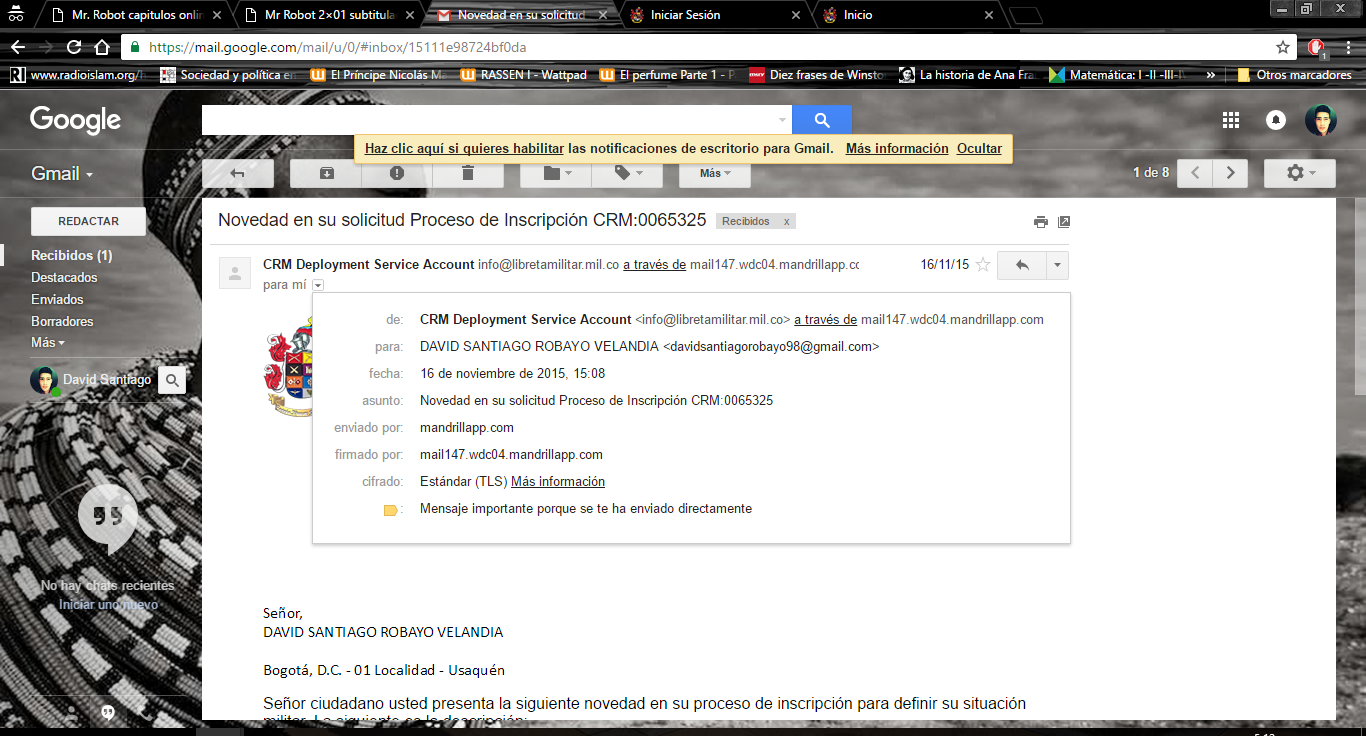 Mr. Robot capitulos onlin
Mr Robot 2×01 subtitula
Novedad en su solicitud
Iniciar Sesión
Inicio
https://mail.google.com/mail/u/0/#inbox/15111e98724bf0da
1
www.radioislam.org/h
Sociedad y política en
El Príncipe Nicolás Ma
RASSEN I - Wattpad
El perfume Parte 1 - P
Diez frases de Winsto
La historia de Ana Fra
Matemática: I -II -III-I
»
Otros marcadores
Google
Haz clic aquí si quieres habilitar las notificaciones de escritorio para Gmail. Más información Ocultar
Gmail
Más
1 de 8
REDACTAR
Novedad en su solicitud Proceso de Inscripción CRM:0065325
Recibidos x
Recibidos (1)
Destacados
Enviados
Borradores
Más
David Santiago
No hay chats recientes
Iniciar uno nuevo
CRM Deployment Service Account info@libretamilitar.mil.co a través de mail147.wdc04.mandrillapp.cc
16/11/15
para mí
de: CRM Deployment Service Account <info@libretamilitar.mil.co> a través de mail147.wdc04.mandrillapp.com
para: DAVID SANTIAGO ROBAYO VELANDIA <davidsantiagorobayo98@gmail.com>
fecha: 16 de noviembre de 2015, 15:08
asunto: Novedad en su solicitud Proceso de Inscripción CRM:0065325
enviado por: mandrillapp.com
firmado por: mail147.wdc04.mandrillapp.com
cifrado: Estándar (TLS) Más información
: Mensaje importante porque se te ha enviado directamente
Señor,
DAVID SANTIAGO ROBAYO VELANDIA
Bogotá, D.C. - 01 Localidad - Usaquén
Señor ciudadano usted presenta la siguiente novedad en su proceso de inscripción para definir su situación
militar. La siguiente es la descripción: